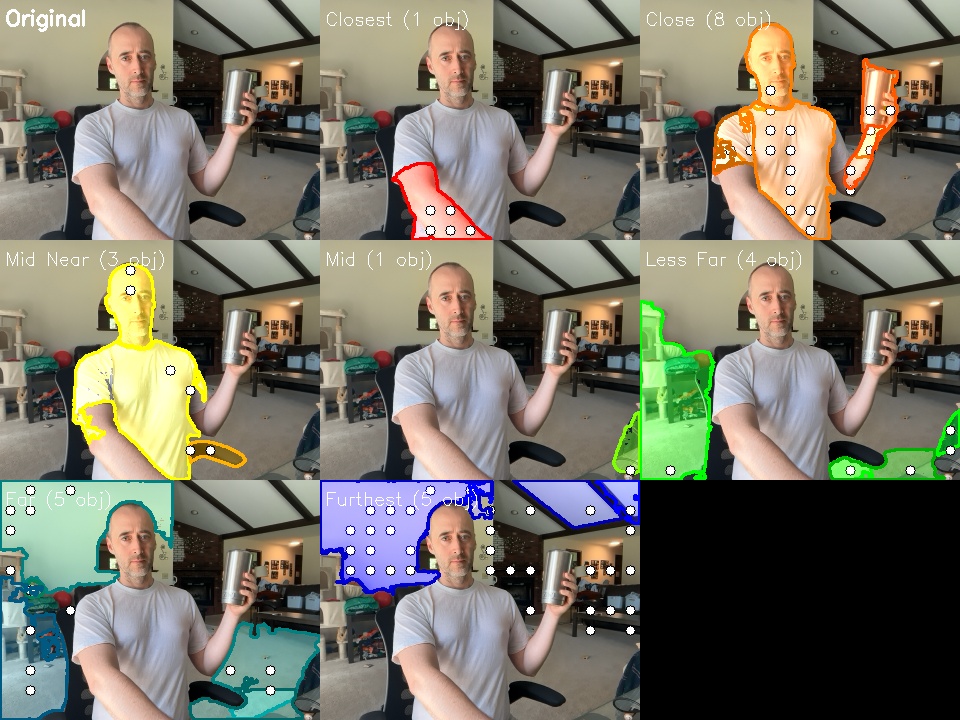 Original
Closest (1 obj)
Close (8 obj)
Mid Near (3 obj)
Mid (1 obj)
Less Far (4 obj)
Far (5 obj)
Furthest (5 obj)